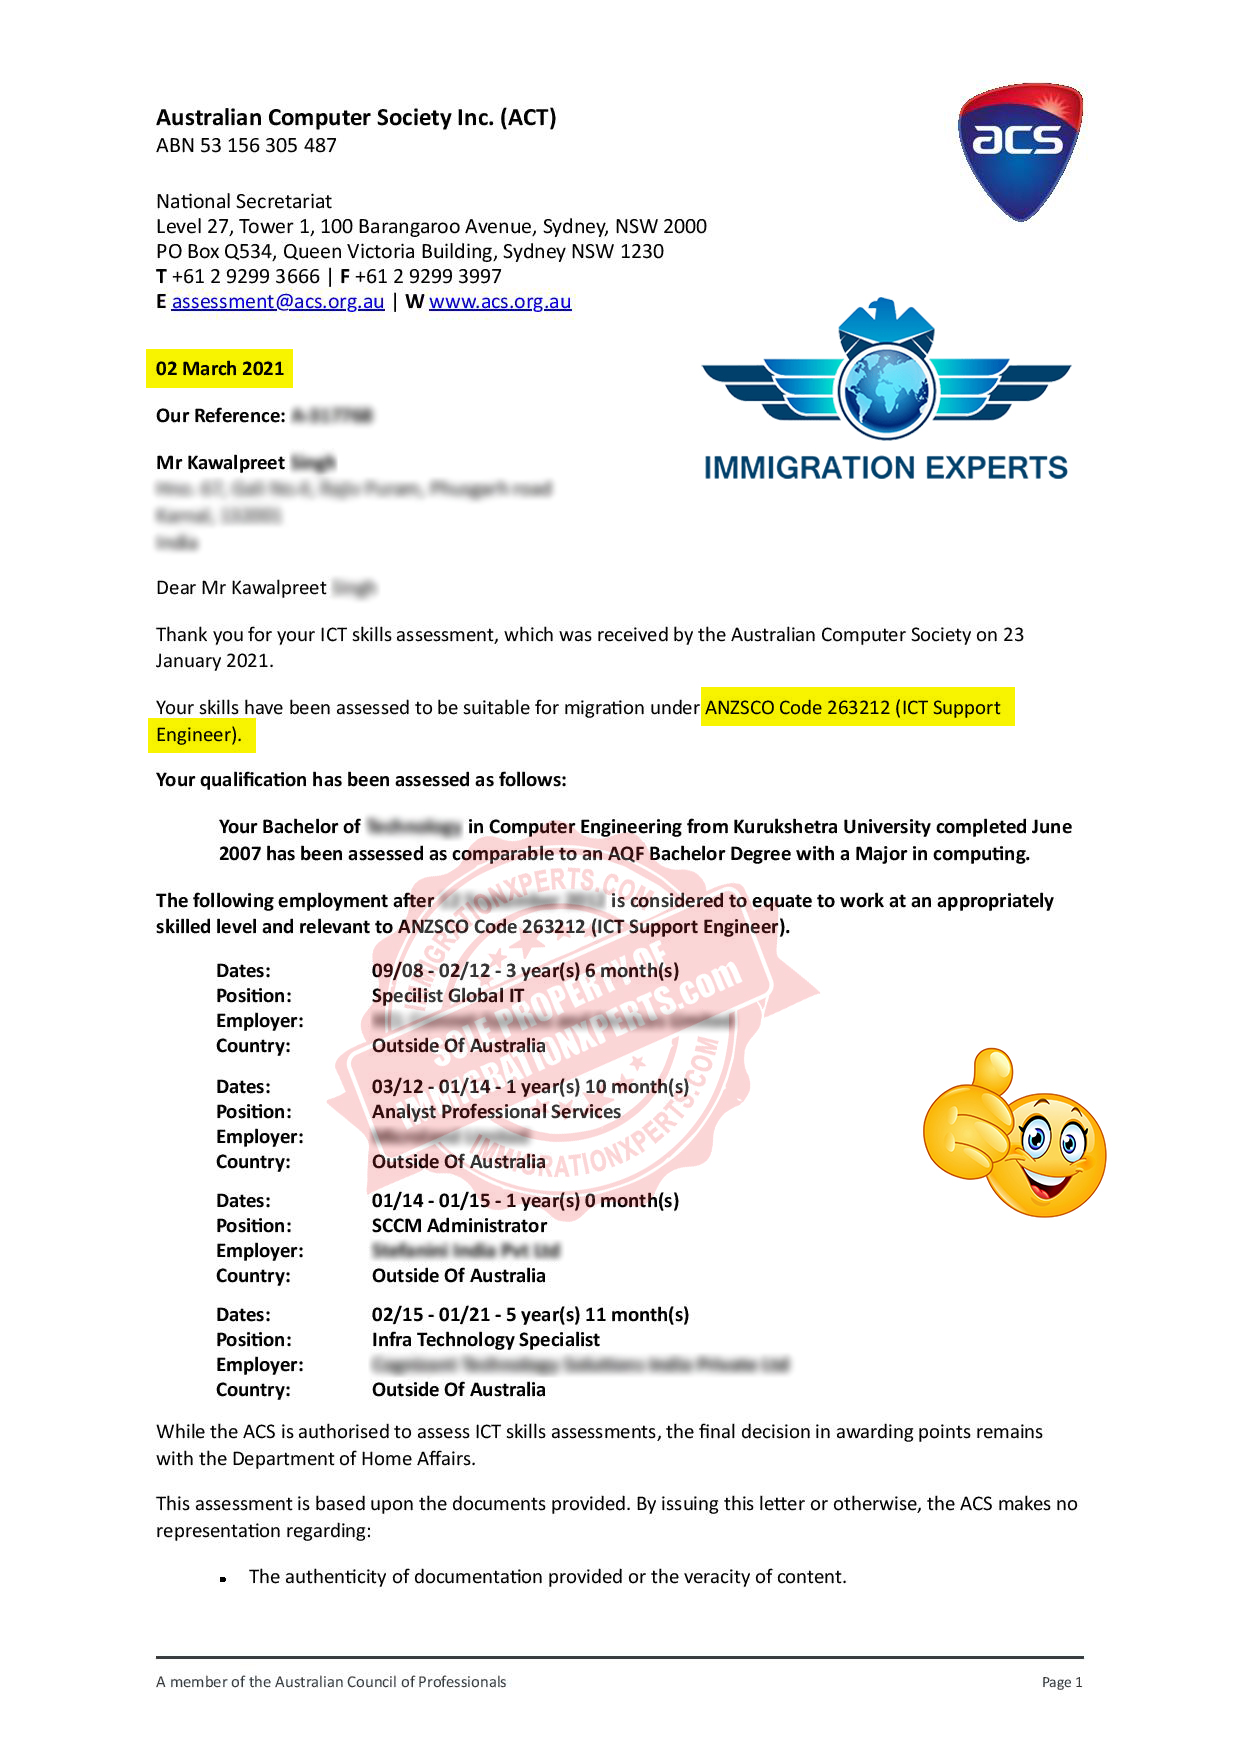 Australian Computer Society Inc. (ACT)
ABN 53 156 305 487
acs
National Secretariat
Level 27, Tower 1, 100 Barangaroo Avenue, Sydney, NSW 2000
PO Box Q534, Queen Victoria Building, Sydney NSW 1230
T +61 2 9299 3666 | F +61 2 9299 3997
E assessment@acs.org.au | W www.acs.org.au
02 March 2021
Our Reference:
IMMIGRATION EXPERTS
Mr Kawalpreet
Dear Mr Kawalpreet
Thank you for your ICT skills assessment, which was received by the Australian Computer Society on 23
January 2021.
Your skills have been assessed to be suitable for migration under ANZSCO Code 263212 (ICT Support
Engineer).
Your qualification has been assessed as follows:
Your Bachelor of in Computer Engineering from Kurukshetra University completed June
2007 has been assessed as comparable to an AQF Bachelor Degree with a Major in computing.
The following employment after is considered to equate to work at an appropriately
skilled level and relevant to ANZSCO Code 263212 (ICT Support Engineer).
Dates: 09/08 - 02/12 - 3 year(s) 6 month(s)
Position: Specilist Global IT
Employer:
Country: Outside Of Australia
Dates: 03/12 - 01/14 - 1 year(s) 10 month(s)
Position: Analyst Professional Services
Employer:
Country: Outside Of Australia
IMMIGRATIONXPERTS.COM
SOLE PROPERTY OF
IMMIGRATIONXPERTS.com
IMMIGRATIONXPERTS.COM
Dates: 01/14 - 01/15 - 1 year(s) 0 month(s)
Position: SCCM Administrator
Employer:
Country: Outside Of Australia
Dates: 02/15 - 01/21 - 5 year(s) 11 month(s)
Position: Infra Technology Specialist
Employer:
Country: Outside Of Australia
While the ACS is authorised to assess ICT skills assessments, the final decision in awarding points remains
with the Department of Home Affairs.
This assessment is based upon the documents provided. By issuing this letter or otherwise, the ACS makes no
representation regarding:
▪ The authenticity of documentation provided or the veracity of content.
A member of the Australian Council of Professionals Page 1